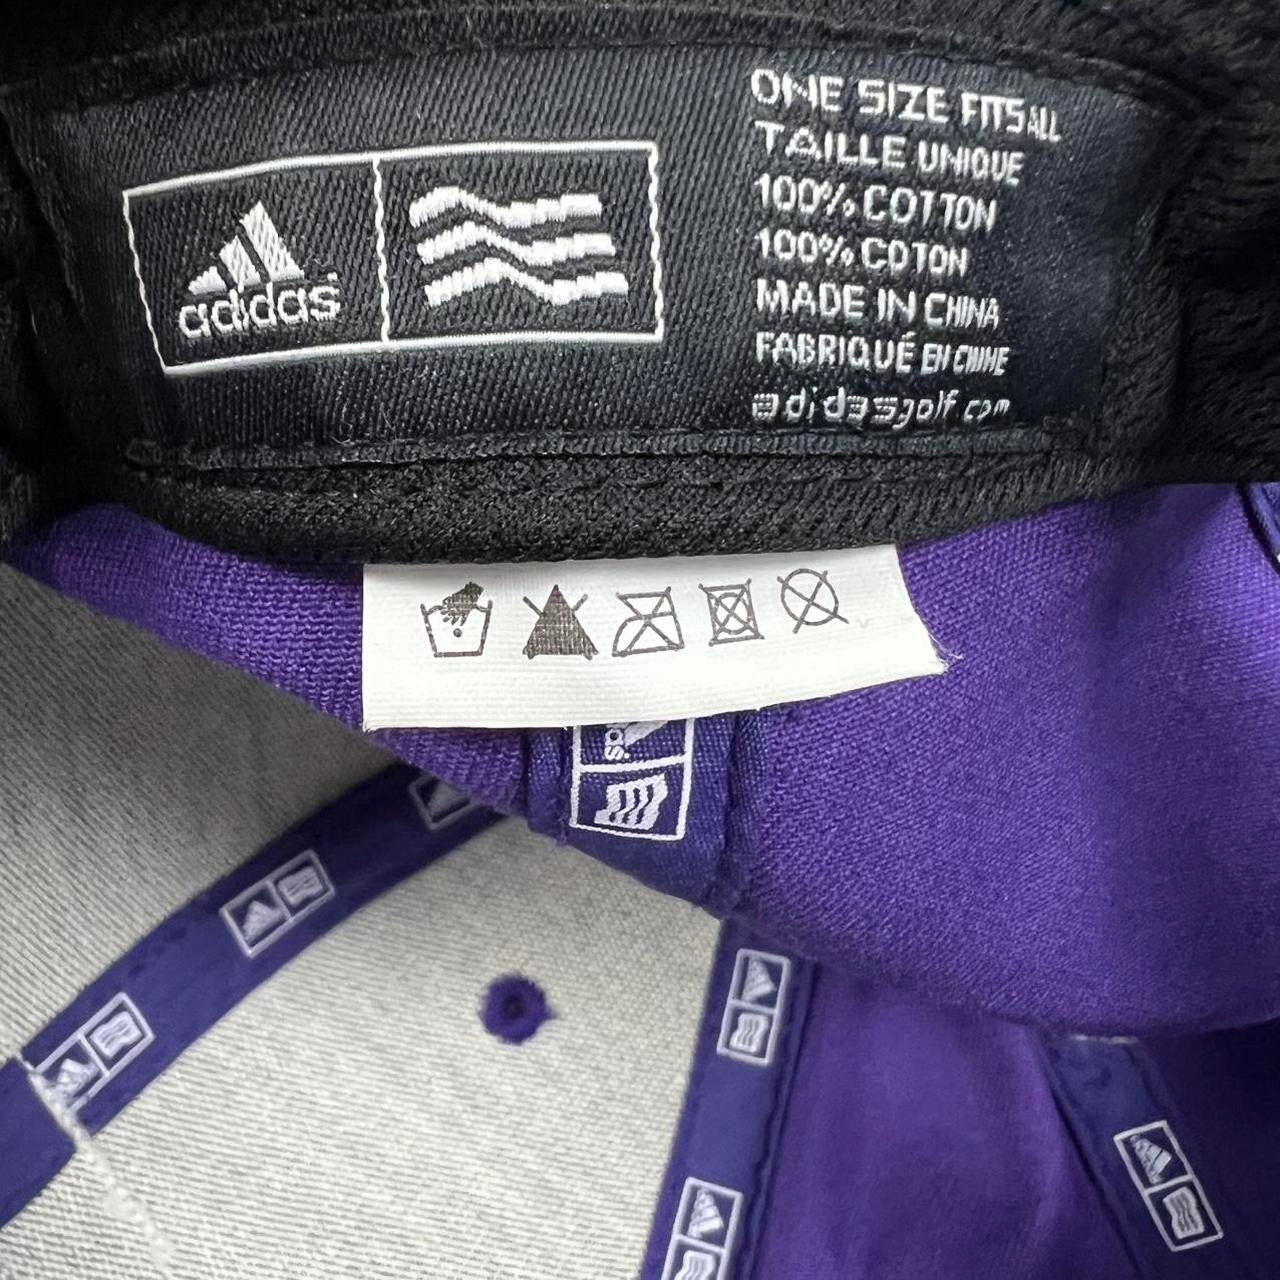 adidas
ONE SIZE FITS ALL
TAILLE UNIQUE
100% COTTON
100% COTON
MADE IN CHINA
FABRIQUÉ EN CHINE
adidasgolf.com